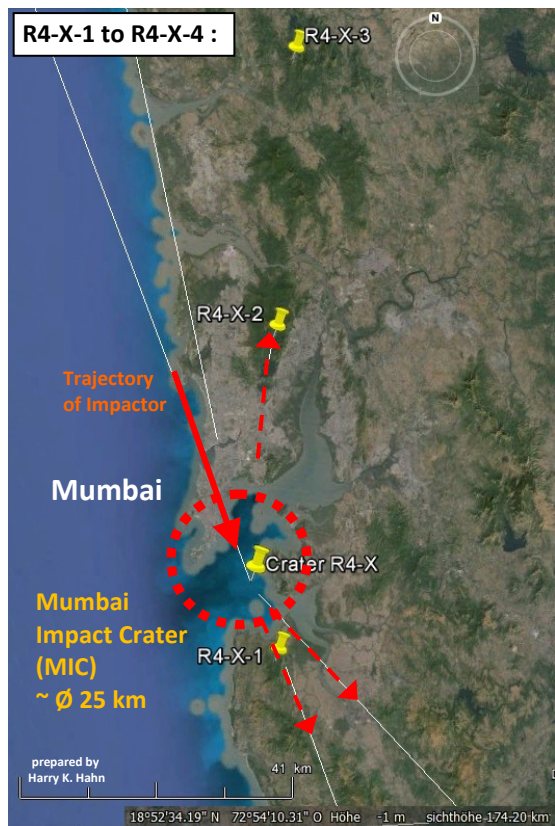 R4-X-1 to R4-X-4 :
R4-X-3
N
R4-X-2
Trajectory
of Impactor
Mumbai
Crater R4-X
Mumbai
Impact Crater
(MIC)
~ Ø 25 km
R4-X-1
prepared by
Harry K. Hahn
41 km
18°52'34.19" N 72°54'10.31" O Höhe -1 m sichthöhe 174.20 km